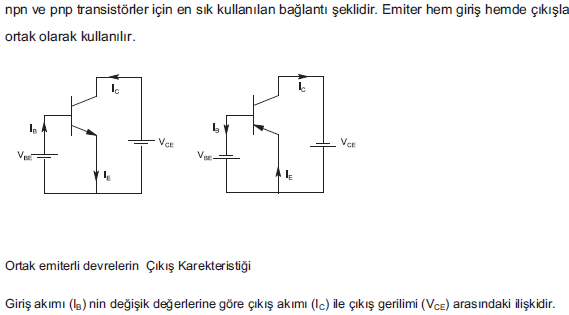 npn ve pnp transistörler için en sık kullanılan bağlantı şeklidir. Emiter hem giriş hemde çıkışla
ortak olarak kullanılır.
IC
IC
IB
IB
VCE
VCE
VBE
VBE
IE
IE
Ortak emiterli devrelerin Çıkış Karekteristiği
Giriş akımı (IB) nin değişik değerlerine göre çıkış akımı (IC) ile çıkış gerilimi (VCE) arasındaki ilişkidir.